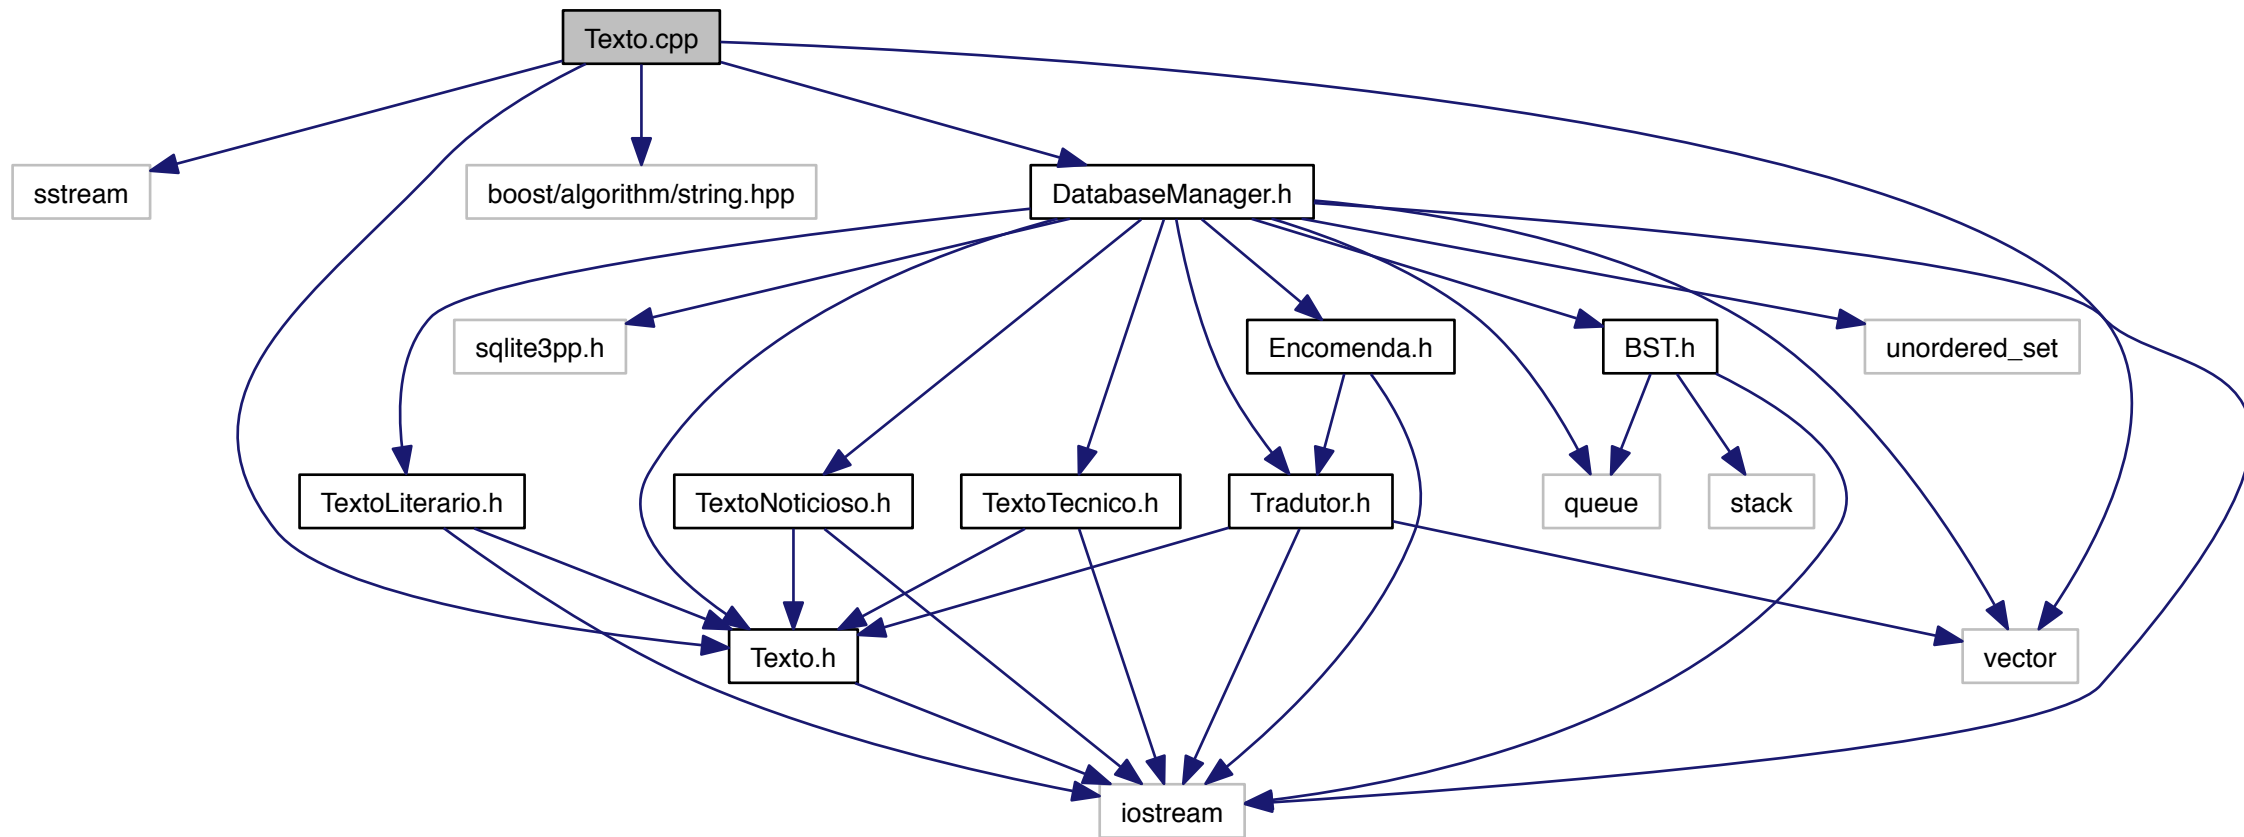 Texto.cpp
sstream
boost/algorithm/string.hpp
DatabaseManager.h
sqlite3pp.h
Encomenda.h
BST.h
unordered_set
TextoLiterario.h
TextoNoticioso.h
TextoTecnico.h
Tradutor.h
queue
stack
Texto.h
vector
iostream